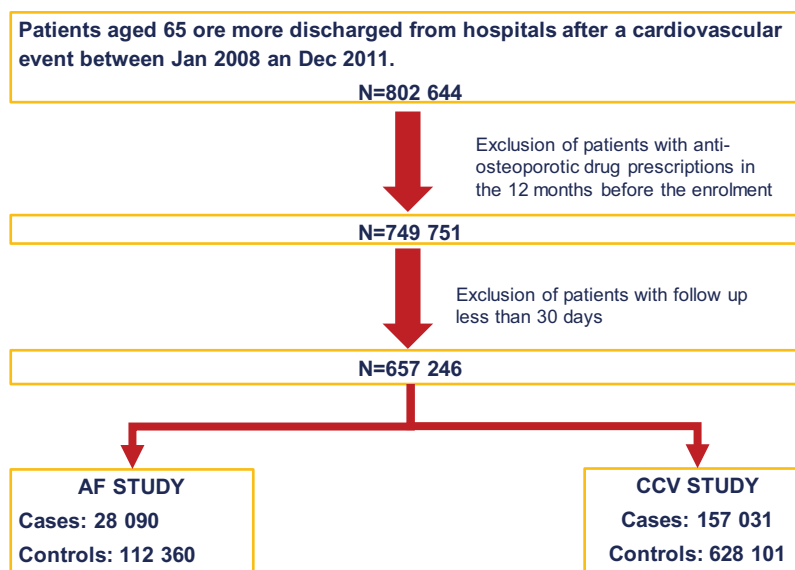 Patients aged 65 ore more discharged from hospitals after a cardiovascular
event between Jan 2008 an Dec 2011.
N=802 644
Exclusion of patients with anti-
osteoporotic drug prescriptions in
the 12 months before the enrolment
N=749 751
Exclusion of patients with follow up
less than 30 days
N=657 246
AF STUDY
Cases: 28 090
Controls: 112 360
CCV STUDY
Cases: 157 031
Controls: 628 101